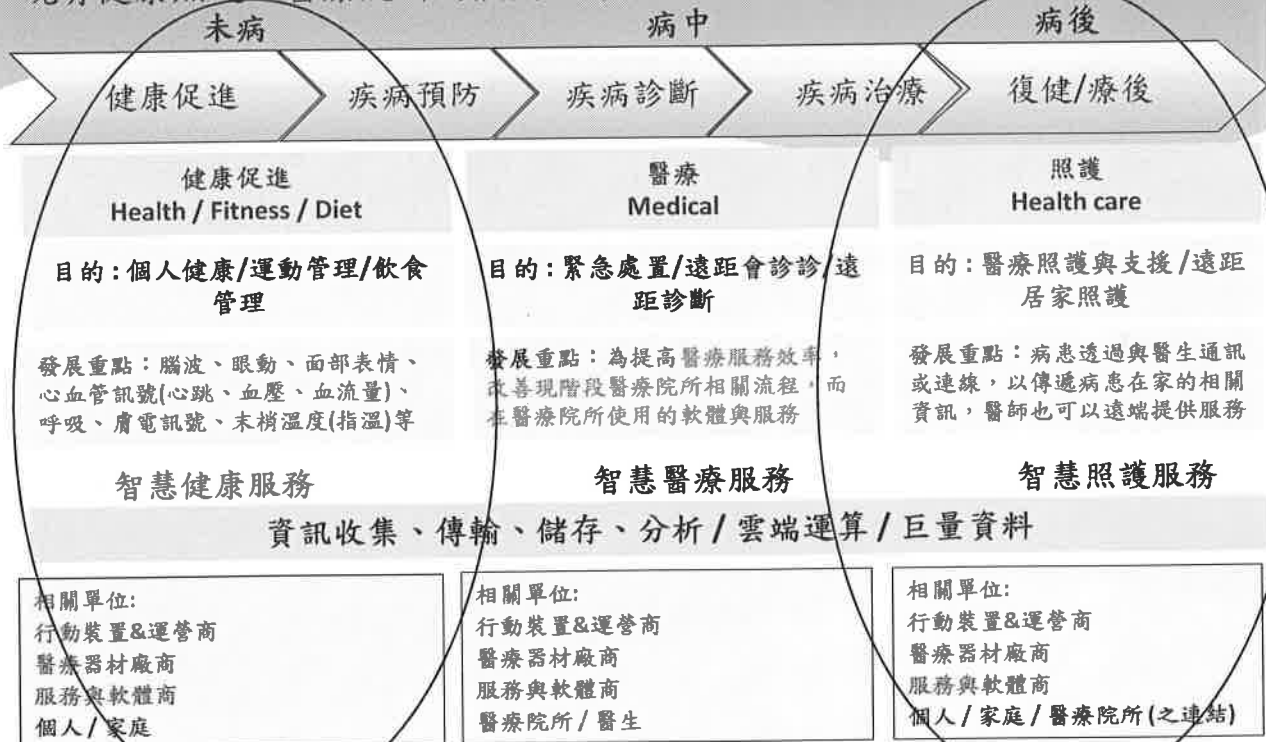 未病
病中
病後
健康促進
疾病預防
疾病診斷
疾病治療
復健/療後
健康促進
Health / Fitness / Diet
醫療
Medical
照護
Health care
目的:個人健康/運動管理/飲食
管理
目的:緊急處置/遠距會診診/遠
距診斷
目的:醫療照護與支援/遠距
居家照護
發展重點:腦波、眼動、面部表情、
心血管訊號(心跳、血壓、血流量)、
呼吸、膚電訊號、末梢溫度(指溫)等
發展重點:為提高醫療服務效率,
改善現階段醫療院所相關流程,而
在醫療院所使用的軟體與服務
發展重點:病患透過與醫生通訊
或連線,以傳遞病患在家的相關
資訊,醫師也可以遠端提供服務
智慧健康服務
智慧醫療服務
智慧照護服務
資訊收集、傳輸、儲存、分析/雲端運算/巨量資料
相關單位:
行動裝置&運營商
醫療器材廠商
服務與軟體商
個人/家庭
相關單位:
行動裝置&運營商
醫療器材廠商
服務與軟體商
醫療院所/醫生
相關單位:
行動裝置&運營商
醫療器材廠商
服務與軟體商
個人/家庭/醫療院所(之連結)